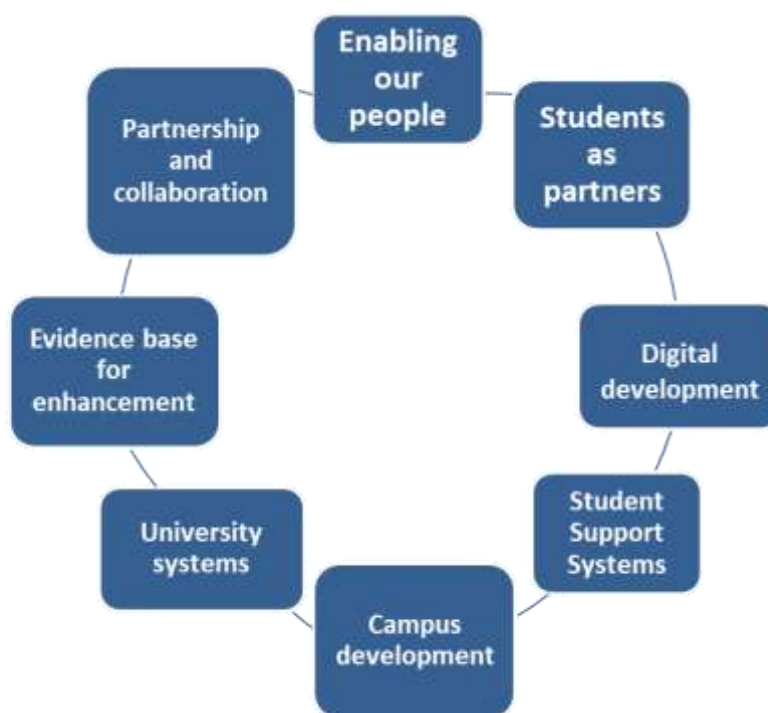 Enabling
our
people
Students
as
partners
Digital
development
Student
Support
Systems
Campus
development
University
systems
Evidence base
for
enhancement
Partnership
and
collaboration